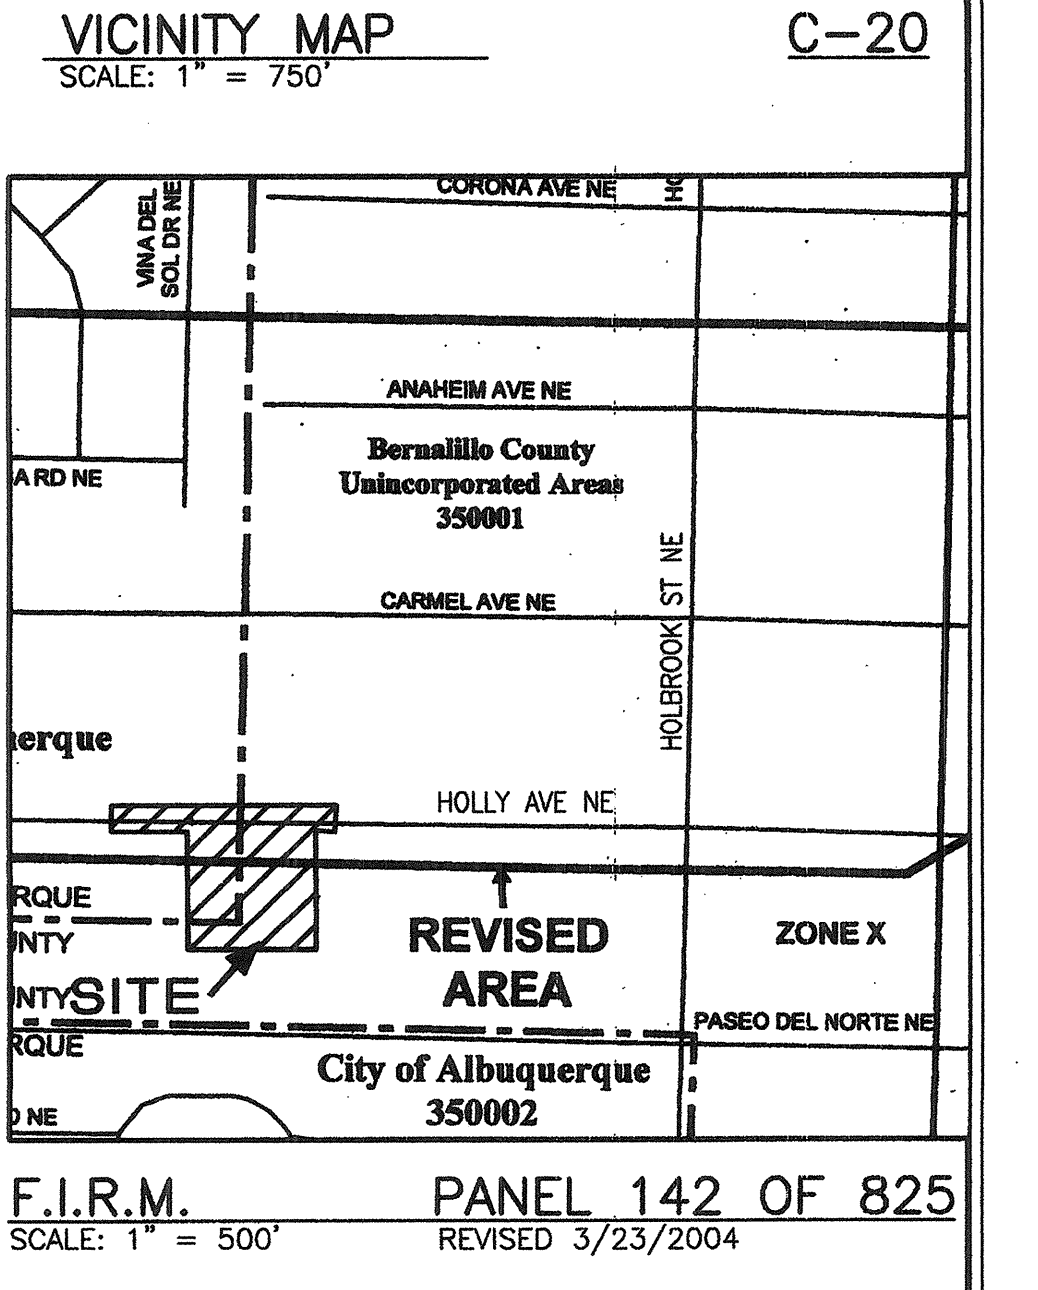 VICINITY MAP
C-20
SCALE: 1" = 750'
CORONA AVE NE
HO
VINA DEL
SOL DR NE
ANAHEIM AVE NE
Bernalillo County
Unincorporated Areas
350001
ARD NE
HOLBROOK ST NE
CARMEL AVE NE
erque
HOLLY AVE NE
RQUE
UNTY
REVISED
AREA
ZONE X
NTY
SITE
PASEO DEL NORTE NE
RQUE
City of Albuquerque
350002
D NE
F.I.R.M.
PANEL 142 OF 825
SCALE: 1" = 500'
REVISED 3/23/2004